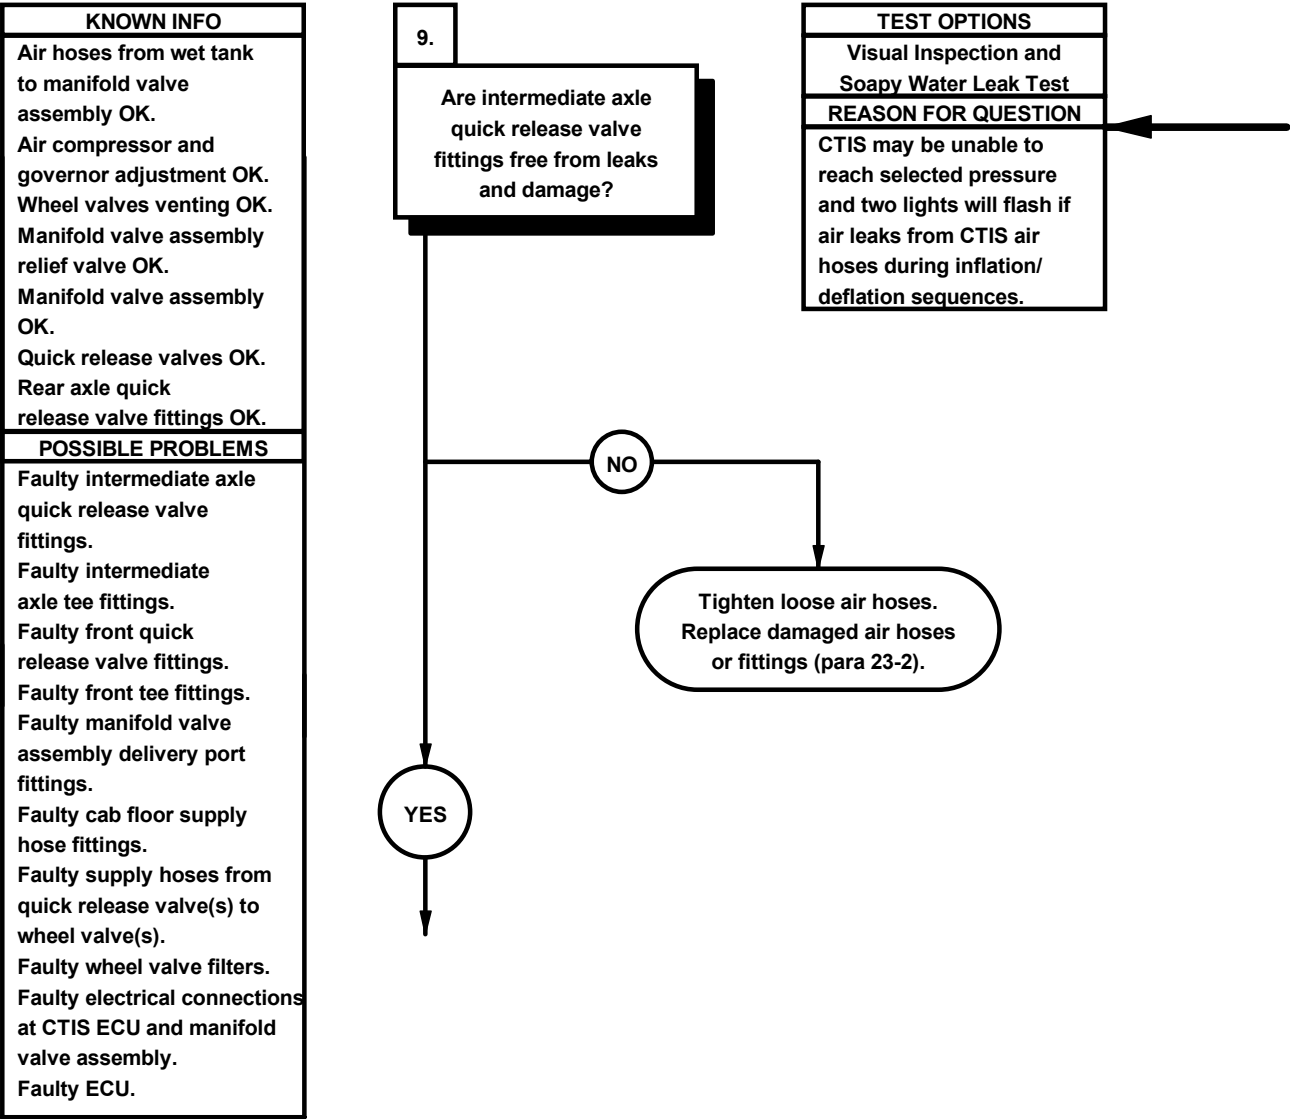 KNOWN INFO
Air hoses from wet tank
to manifold valve
assembly OK.
Air compressor and
governor adjustment OK.
Wheel valves venting OK.
Manifold valve assembly
relief valve OK.
Manifold valve assembly
OK.
Quick release valves OK.
Rear axle quick
release valve fittings OK.
POSSIBLE PROBLEMS
Faulty intermediate axle
quick release valve
fittings.
Faulty intermediate
axle tee fittings.
Faulty front quick
release valve fittings.
Faulty front tee fittings.
Faulty manifold valve
assembly delivery port
fittings.
Faulty cab floor supply
hose fittings.
Faulty supply hoses from
quick release valve(s) to
wheel valve(s).
Faulty wheel valve filters.
Faulty electrical connections
at CTIS ECU and manifold
valve assembly.
Faulty ECU.
9.
Are intermediate axle
quick release valve
fittings free from leaks
and damage?
NO
Tighten loose air hoses.
Replace damaged air hoses
or fittings (para 23-2).
YES
TEST OPTIONS
Visual Inspection and
Soapy Water Leak Test
REASON FOR QUESTION
CTIS may be unable to
reach selected pressure
and two lights will flash if
air leaks from CTIS air
hoses during inflation/
deflation sequences.